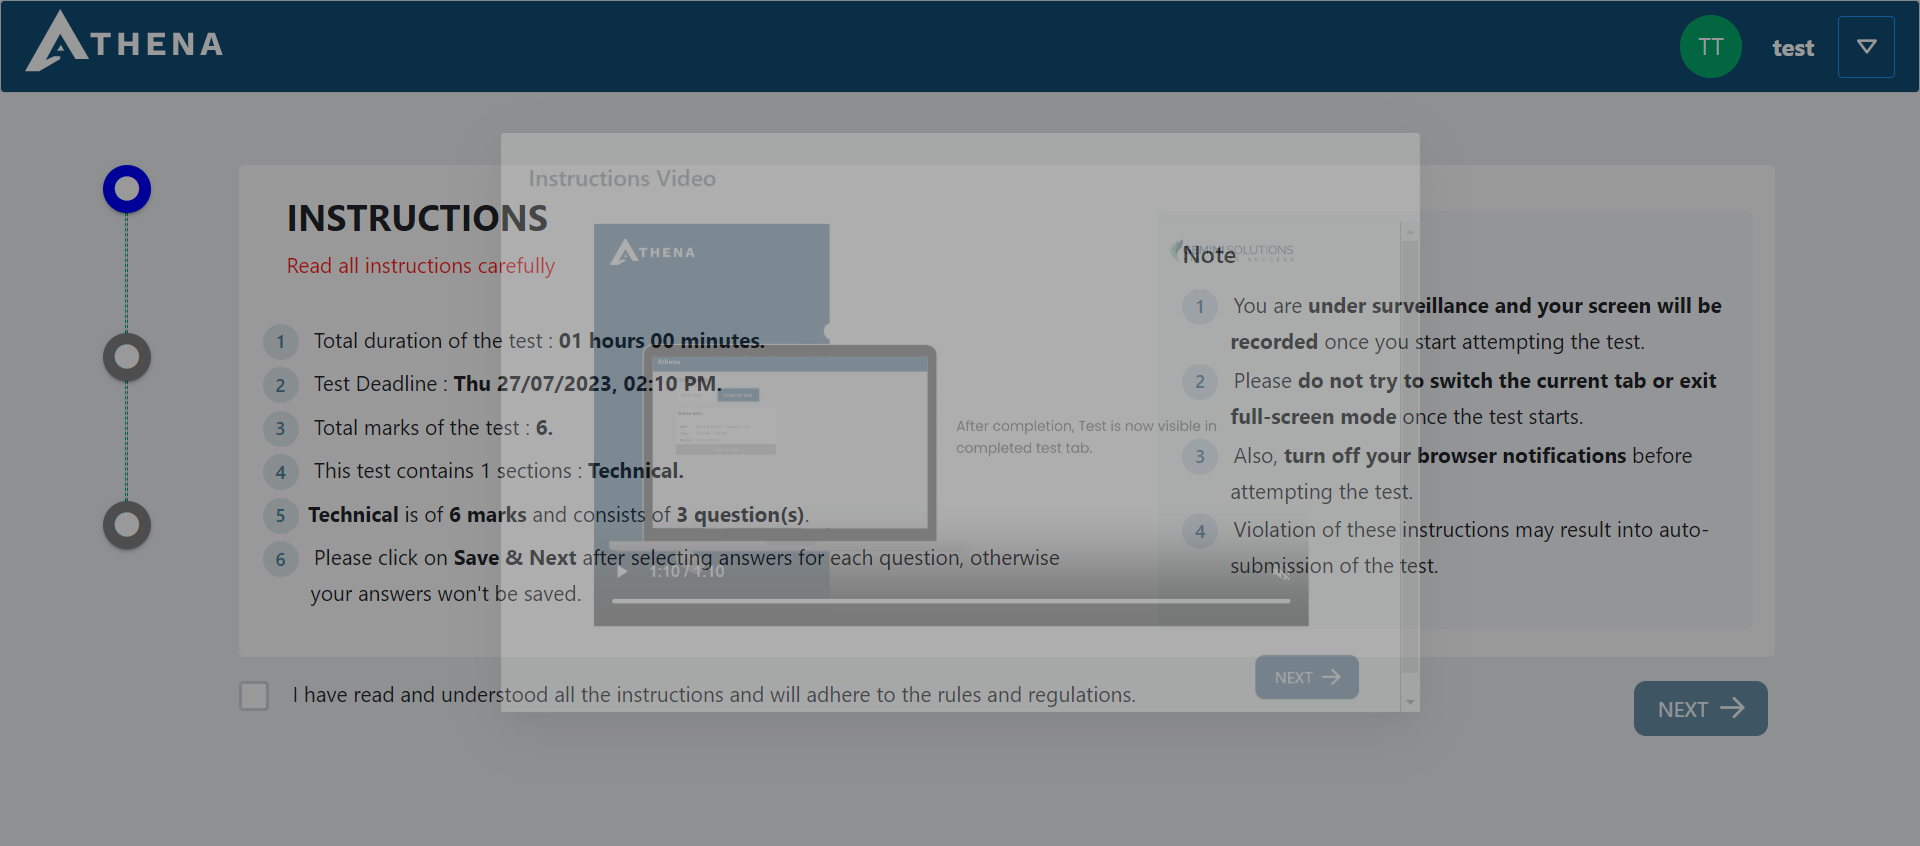 ATHENA
TT
test
Instructions Video
INSTRUCTIONS
Read all instructions carefully
1 Total duration of the test : 01 hours 00 minutes.
2 Test Deadline : Thu 27/07/2023, 02:10 PM.
3 Total marks of the test : 6.
4 This test contains 1 sections : Technical.
5 Technical is of 6 marks and consists of 3 question(s).
6 Please click on Save & Next after selecting answers for each question, otherwise
your answers won't be saved.
ATHENA
Athena
After completion, Test is now visible in
completed test tab.
1:10 / 1:10
GEMINI SOLUTIONS
Note
1 You are under surveillance and your screen will be
recorded once you start attempting the test.
2 Please do not try to switch the current tab or exit
full-screen mode once the test starts.
3 Also, turn off your browser notifications before
attempting the test.
4 Violation of these instructions may result into auto-
submission of the test.
NEXT
I have read and understood all the instructions and will adhere to the rules and regulations.
NEXT